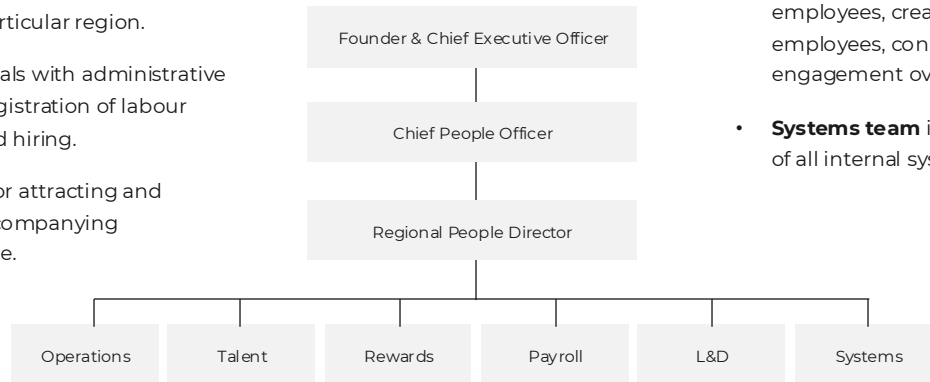 rticular region.
als with administrative
gistration of labour
d hiring.
or attracting and
companying
e.
Founder & Chief Executive Officer
Chief People Officer
Regional People Director
Operations
Talent
Rewards
Payroll
L&D
Systems
employees, crea
employees, con
engagement ov
• Systems team i
of all internal sys